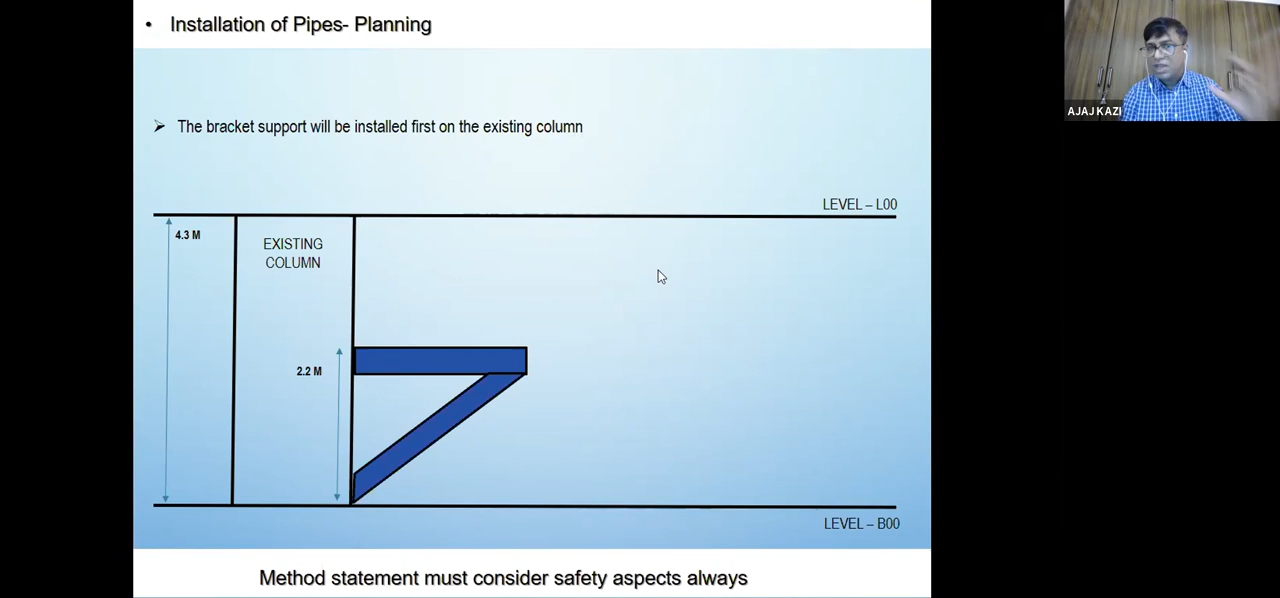 • Installation of Pipes- Planning
AJAJ KAZI
➢ The bracket support will be installed first on the existing column
LEVEL – L00
4.3 M
EXISTING
COLUMN
2.2 M
LEVEL – B00
Method statement must consider safety aspects always